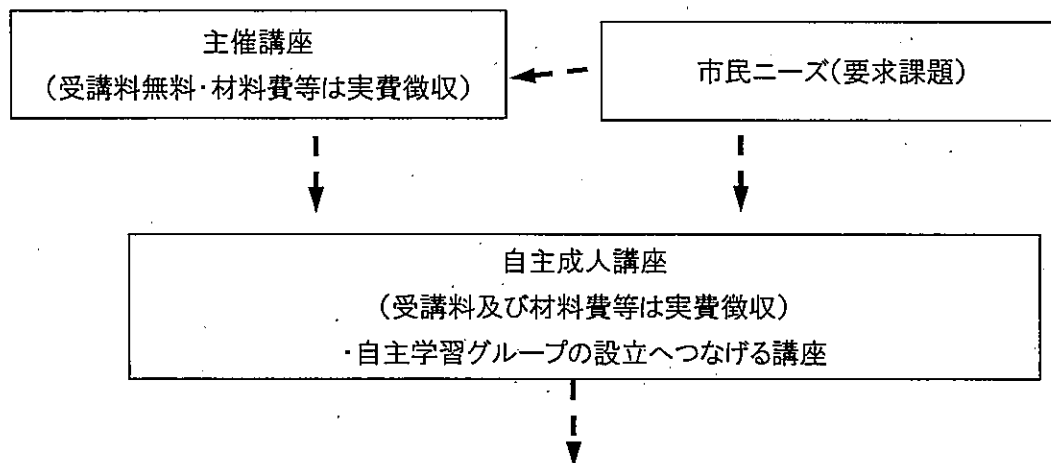 主催講座
（受講料無料・材料費等は実費徴収）
市民ニーズ（要求課題）
自主成人講座
（受講料及び材料費等は実費徴収）
・自主学習グループの設立へつなげる講座